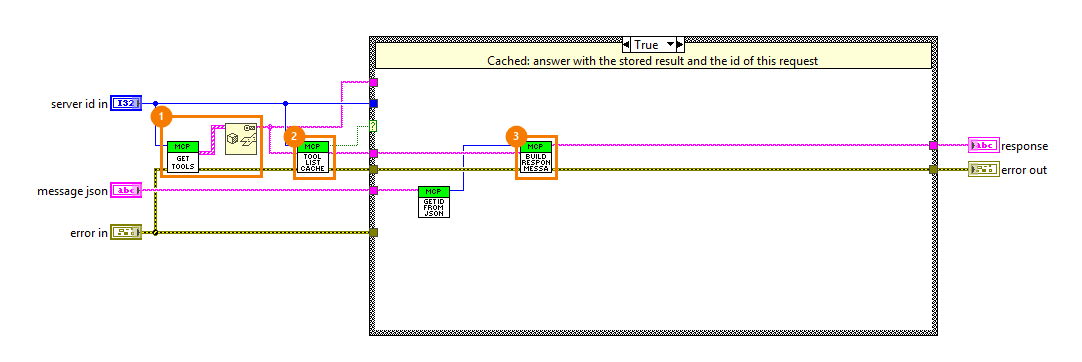 True
Cached: answer with the stored result and the id of this request
server id in
I32
1
MCP
GET
TOOLS
2
MCP
TOOL
LIST
CACHE
?
3
MCP
BUILD
RESPON
MESSA
abc
response
error out
message json
abc
MCP
GET ID
FROM
JSON
error in